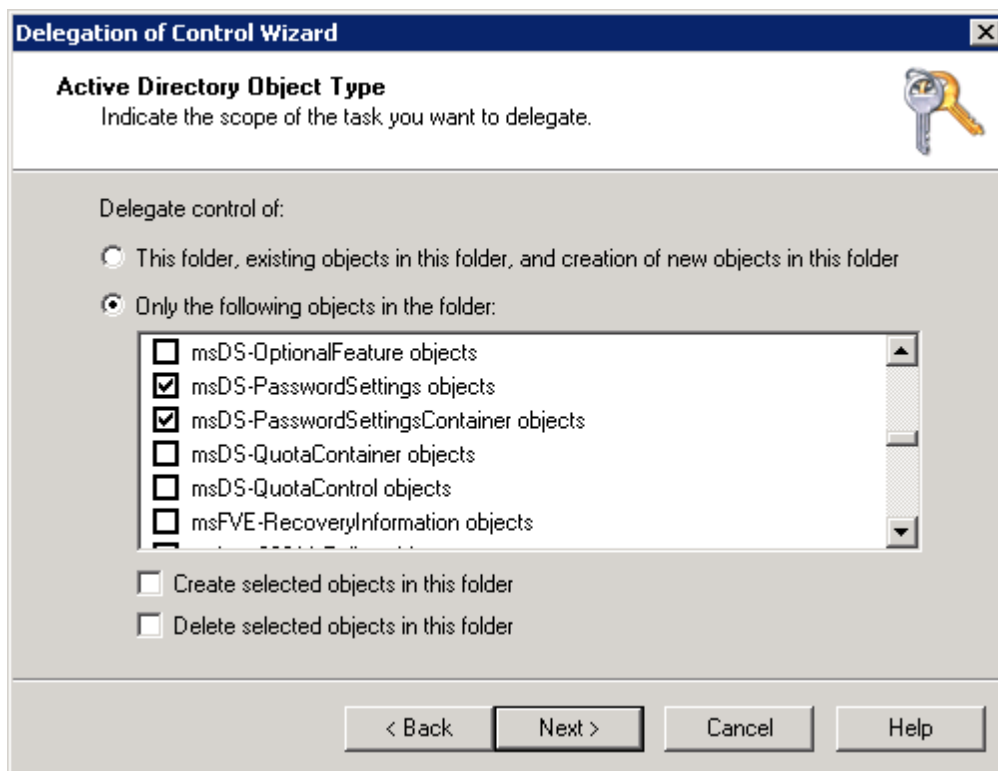 Delegation of Control Wizard
Active Directory Object Type
Indicate the scope of the task you want to delegate.
Delegate control of:
This folder, existing objects in this folder, and creation of new objects in this folder
Only the following objects in the folder:
msDS-OptionalFeature objects
msDS-PasswordSettings objects
msDS-PasswordSettingsContainer objects
msDS-QuotaContainer objects
msDS-QuotaControl objects
msFVE-RecoveryInformation objects
Create selected objects in this folder
Delete selected objects in this folder
< Back Next > Cancel Help